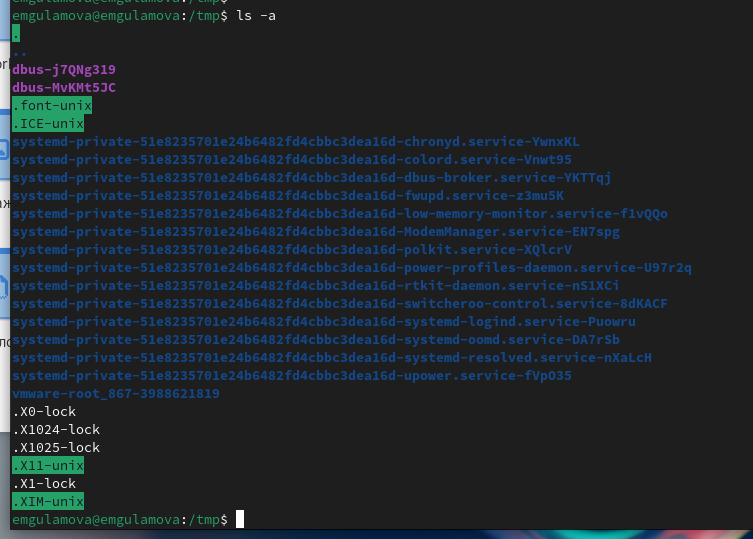 emgulamova@emgulamova:/tmp$ ls -a
.
..
dbus-j7QNg319
dbus-MvKMt5JC
.font-unix
.ICE-unix
systemd-private-51e8235701e24b6482fd4cbbc3dea16d-chronyd.service-YwnxKL
systemd-private-51e8235701e24b6482fd4cbbc3dea16d-colord.service-Vnwt95
systemd-private-51e8235701e24b6482fd4cbbc3dea16d-dbus-broker.service-YKTTqj
systemd-private-51e8235701e24b6482fd4cbbc3dea16d-fwupd.service-z3mu5K
systemd-private-51e8235701e24b6482fd4cbbc3dea16d-low-memory-monitor.service-f1vQQo
systemd-private-51e8235701e24b6482fd4cbbc3dea16d-ModemManager.service-EN7spg
systemd-private-51e8235701e24b6482fd4cbbc3dea16d-polkit.service-XQlcrV
systemd-private-51e8235701e24b6482fd4cbbc3dea16d-power-profiles-daemon.service-U97r2q
systemd-private-51e8235701e24b6482fd4cbbc3dea16d-rtkit-daemon.service-nS1XCi
systemd-private-51e8235701e24b6482fd4cbbc3dea16d-switcheroo-control.service-8dKACF
systemd-private-51e8235701e24b6482fd4cbbc3dea16d-systemd-logind.service-Puowru
systemd-private-51e8235701e24b6482fd4cbbc3dea16d-systemd-oomd.service-DA7rSb
systemd-private-51e8235701e24b6482fd4cbbc3dea16d-systemd-resolved.service-nXaLcH
systemd-private-51e8235701e24b6482fd4cbbc3dea16d-upower.service-fVpO35
vmware-root_867-3988621819
.X0-lock
.X1024-lock
.X1025-lock
.X11-unix
.X1-lock
.XIM-unix
emgulamova@emgulamova:/tmp$